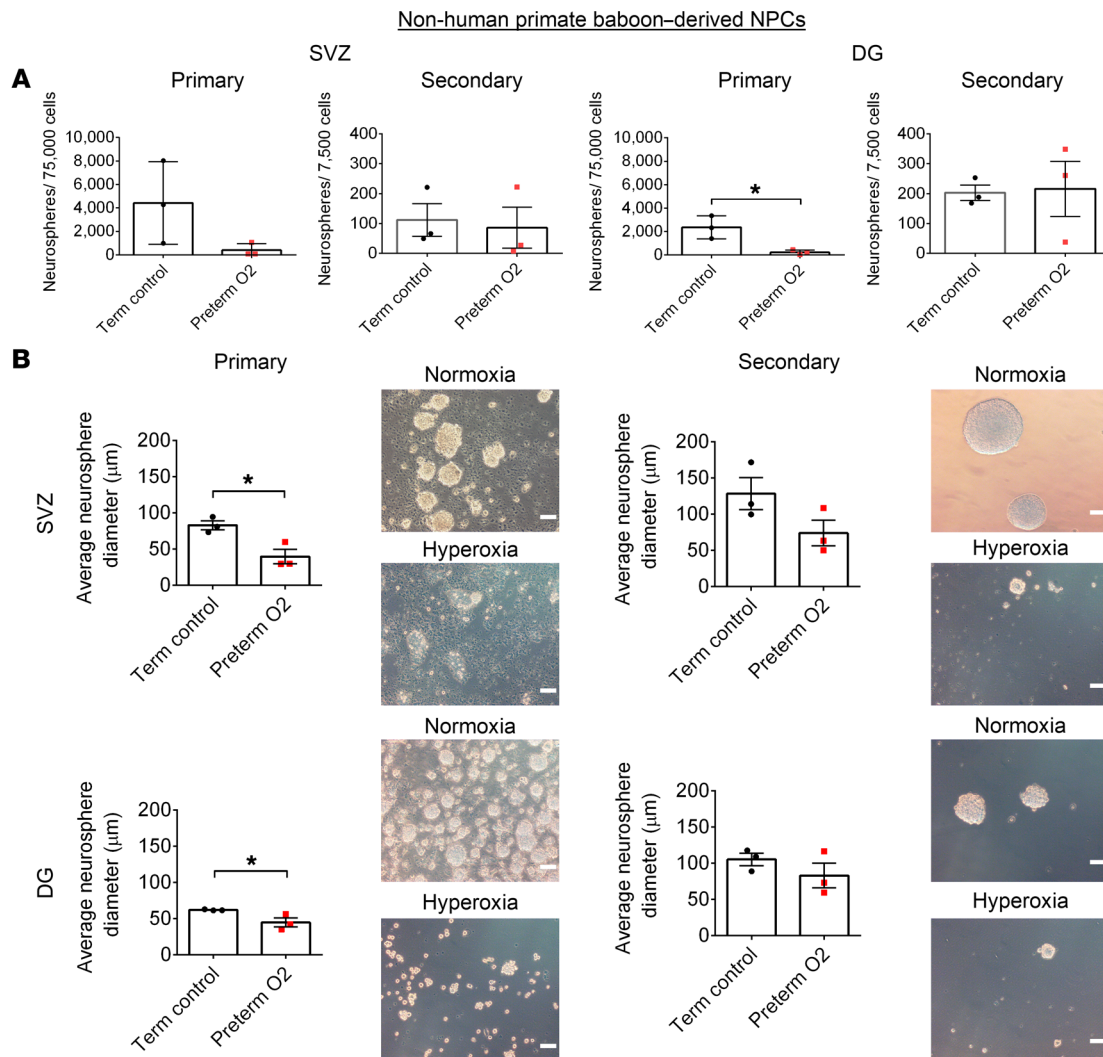 Non-human primate baboon–derived NPCs
SVZ
DG
A
Primary
Secondary
Primary
Secondary
Neurospheres/ 75,000 cells
10,000
8,000
6,000
4,000
2,000
0
Term control
Preterm O2
Neurospheres/ 7,500 cells
400
300
200
100
0
Term control
Preterm O2
Neurospheres/ 75,000 cells
10,000
8,000
6,000
4,000
2,000
0
*
Term control
Preterm O2
Neurospheres/ 7,500 cells
400
300
200
100
0
Term control
Preterm O2
B
Primary
Secondary
SVZ
Average neurosphere
diameter (μm)
200
150
100
50
0
*
Term control
Preterm O2
Normoxia
Hyperoxia
Average neurosphere
diameter (μm)
200
150
100
50
0
Term control
Preterm O2
Normoxia
Hyperoxia
DG
Average neurosphere
diameter (μm)
200
150
100
50
0
*
Term control
Preterm O2
Normoxia
Hyperoxia
Average neurosphere
diameter (μm)
200
150
100
50
0
Term control
Preterm O2
Normoxia
Hyperoxia